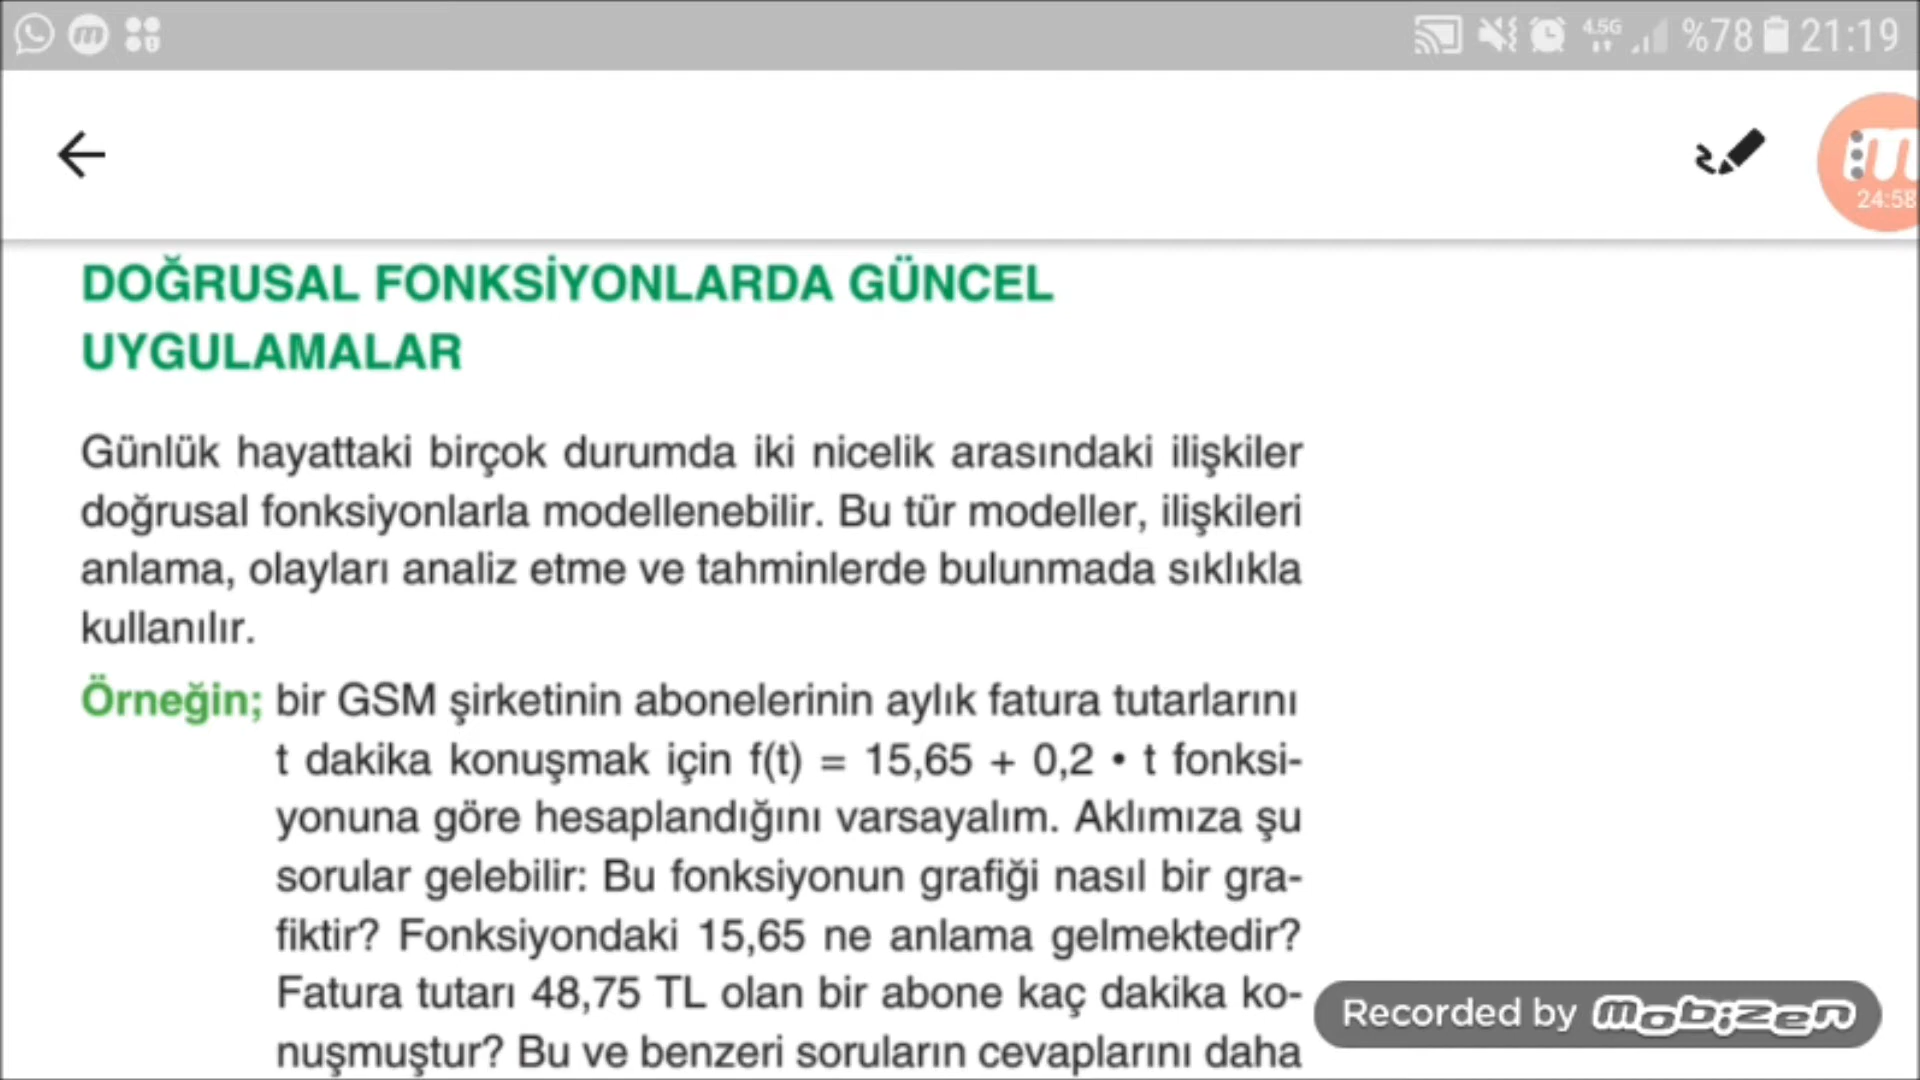 4.5G %78 21:19
24:58
DOĞRUSAL FONKSİYONLARDA GÜNCEL
UYGULAMALAR
Günlük hayattaki birçok durumda iki nicelik arasındaki ilişkiler
doğrusal fonksiyonlarla modellenebilir. Bu tür modeller, ilişkileri
anlama, olayları analiz etme ve tahminlerde bulunmada sıklıkla
kullanılır.
Örneğin; bir GSM şirketinin abonelerinin aylık fatura tutarlarını
t dakika konuşmak için f(t) = 15,65 + 0,2 • t fonksi-
yonuna göre hesaplandığını varsayalım. Aklımıza şu
sorular gelebilir: Bu fonksiyonun grafiği nasıl bir gra-
fiktir? Fonksiyondaki 15,65 ne anlama gelmektedir?
Fatura tutarı 48,75 TL olan bir abone kaç dakika ko-
nuşmuştur? Bu ve benzeri soruların cevaplarını daha
Recorded by mobizen